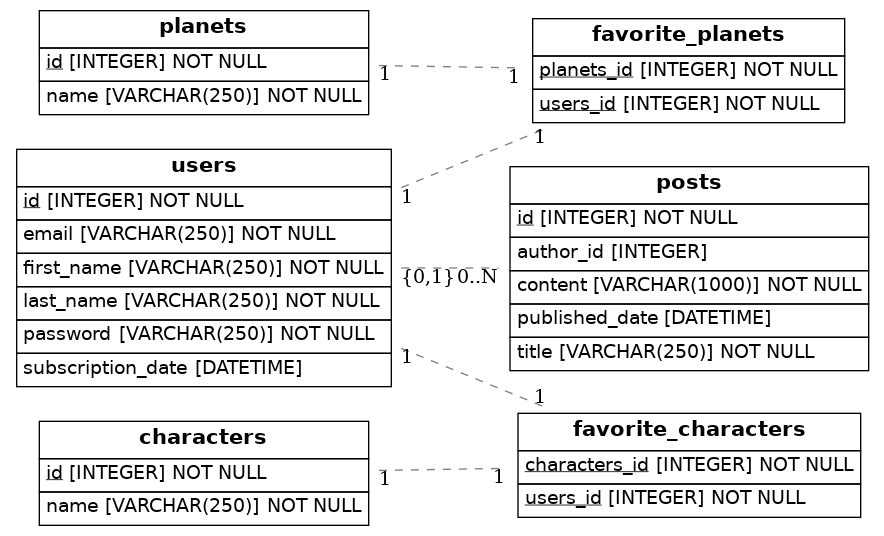 planets
id [INTEGER] NOT NULL
name [VARCHAR(250)] NOT NULL
1
1
favorite_planets
planets_id [INTEGER] NOT NULL
users_id [INTEGER] NOT NULL
1
users
id [INTEGER] NOT NULL
email [VARCHAR(250)] NOT NULL
first_name [VARCHAR(250)] NOT NULL
last_name [VARCHAR(250)] NOT NULL
password [VARCHAR(250)] NOT NULL
subscription_date [DATETIME]
1
{0,1}
0..N
1
posts
id [INTEGER] NOT NULL
author_id [INTEGER]
content [VARCHAR(1000)] NOT NULL
published_date [DATETIME]
title [VARCHAR(250)] NOT NULL
characters
id [INTEGER] NOT NULL
name [VARCHAR(250)] NOT NULL
1
1
1
favorite_characters
characters_id [INTEGER] NOT NULL
users_id [INTEGER] NOT NULL